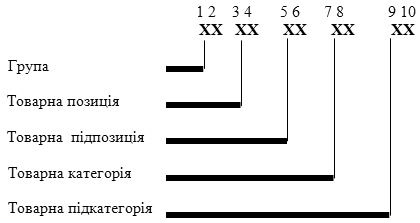 1 2 3 4 5 6 7 8 9 10
XX XX XX XX XX
Група
Товарна позиція
Товарна підпозиція
Товарна категорія
Товарна підкатегорія